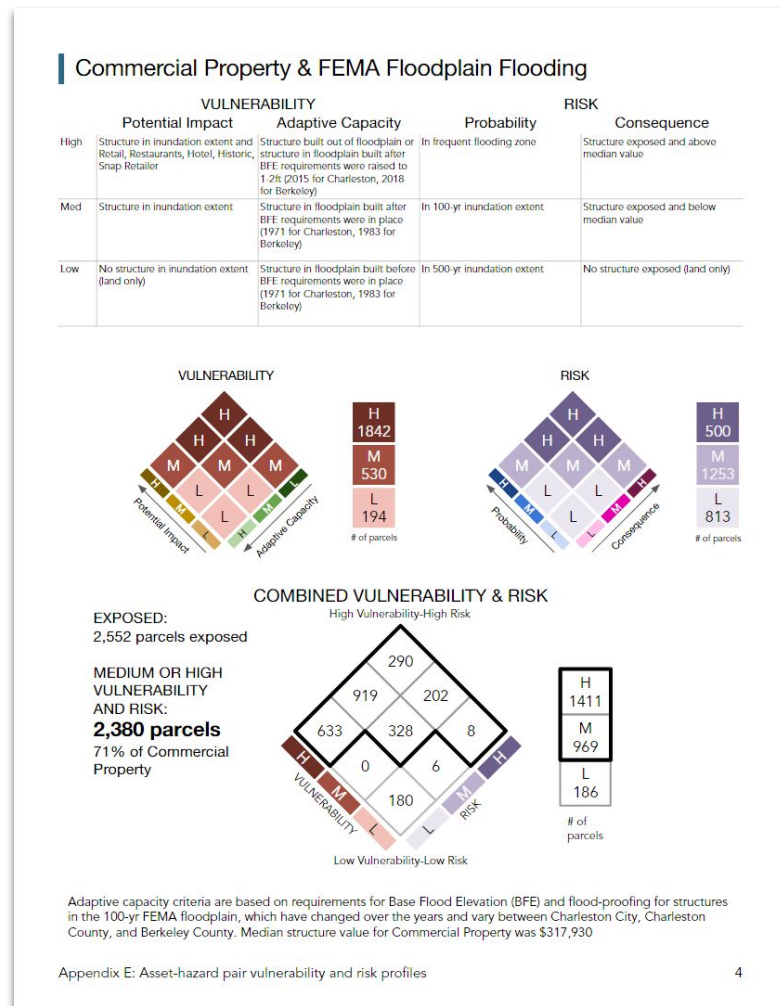 Commercial Property & FEMA Floodplain Flooding
VULNERABILITY
RISK
Potential Impact
Adaptive Capacity
Probability
Consequence
High
Structure in inundation extent and
Retail, Restaurants, Hotel, Historic,
Snap Retailer
Structure built out of floodplain or
structure in floodplain built after
BFE requirements were raised to
1-2ft (2015 for Charleston, 2018
for Berkeley)
In frequent flooding zone
Structure exposed and above
median value
Med
Structure in inundation extent
Structure in floodplain built after
BFE requirements were in place
(1971 for Charleston, 1983 for
Berkeley)
In 100-yr inundation extent
Structure exposed and below
median value
Low
No structure in inundation extent
(land only)
Structure in floodplain built before
BFE requirements were in place
(1971 for Charleston, 1983 for
Berkeley)
In 500-yr inundation extent
No structure exposed (land only)
VULNERABILITY
H
H H
M M M
L L
L
H M L
Potential Impact
H M L
Adaptive Capacity
H
1842
M
530
L
194
# of parcels
RISK
H
H H
M M M
L L
L
H M L
Probability
L M H
Consequence
H
500
M
1253
L
813
# of parcels
COMBINED VULNERABILITY & RISK
High Vulnerability-High Risk
EXPOSED:
2,552 parcels exposed
MEDIUM OR HIGH
VULNERABILITY
AND RISK:
2,380 parcels
71% of Commercial
Property
290
919 202
633 328 8
0 6
180
H M L
VULNERABILITY
L M H
RISK
Low Vulnerability-Low Risk
H
1411
M
969
L
186
# of
parcels
Adaptive capacity criteria are based on requirements for Base Flood Elevation (BFE) and flood-proofing for structures
in the 100-yr FEMA floodplain, which have changed over the years and vary between Charleston City, Charleston
County, and Berkeley County. Median structure value for Commercial Property was $317,930
Appendix E: Asset-hazard pair vulnerability and risk profiles
4